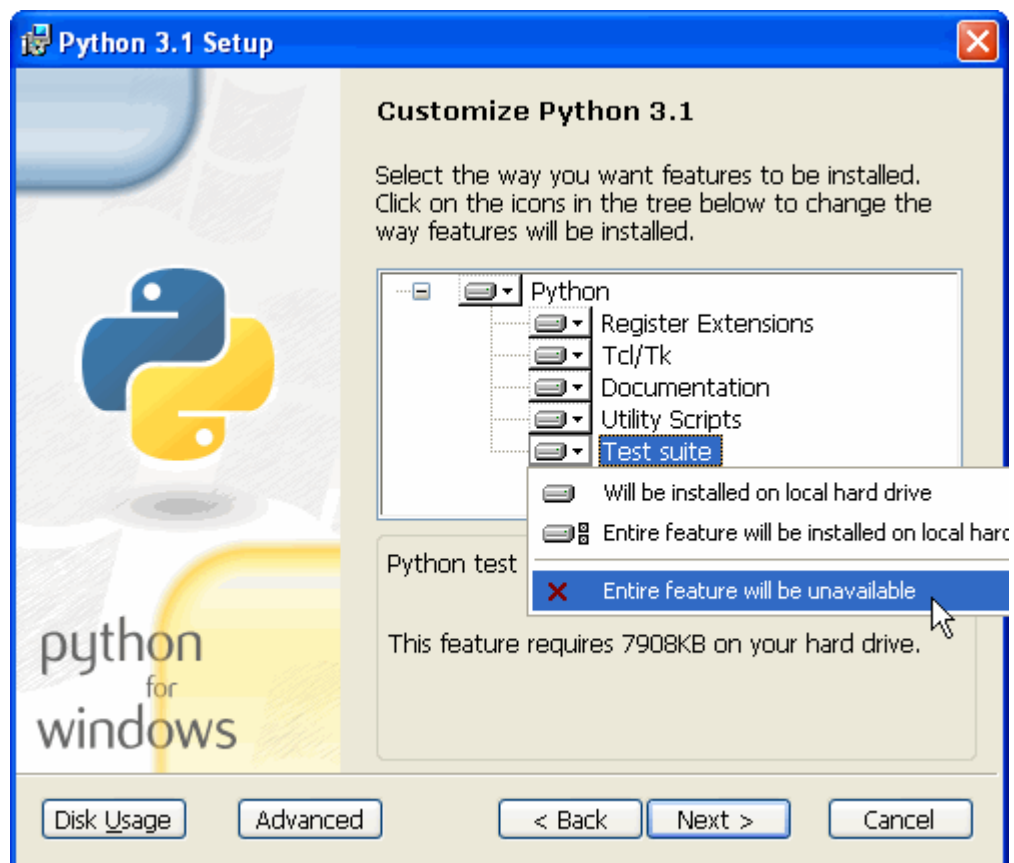 Python 3.1 Setup
Customize Python 3.1
Select the way you want features to be installed.
Click on the icons in the tree below to change the
way features will be installed.
Python
Register Extensions
Tcl/Tk
Documentation
Utility Scripts
Test suite
Will be installed on local hard drive
Entire feature will be installed on local hard
Entire feature will be unavailable
Python test
This feature requires 7908KB on your hard drive.
python
for
windows
Disk Usage
Advanced
< Back
Next >
Cancel